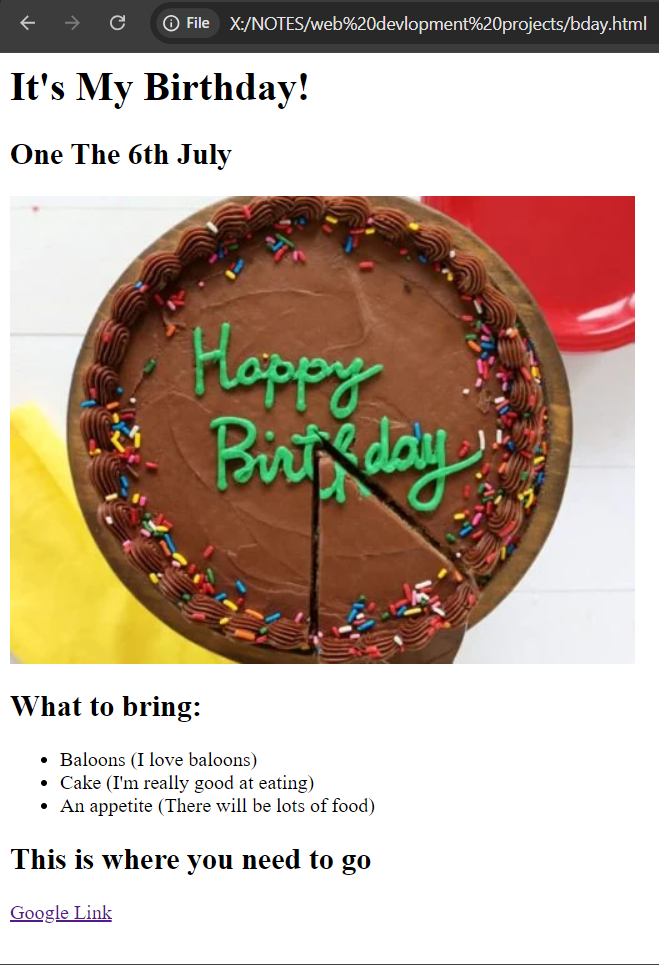 File X:/NOTES/web%20devlopment%20projects/bday.html
It's My Birthday!
One The 6th July
Happy
Birthday
What to bring:
Baloons (I love baloons)
Cake (I'm really good at eating)
An appetite (There will be lots of food)
This is where you need to go
Google Link